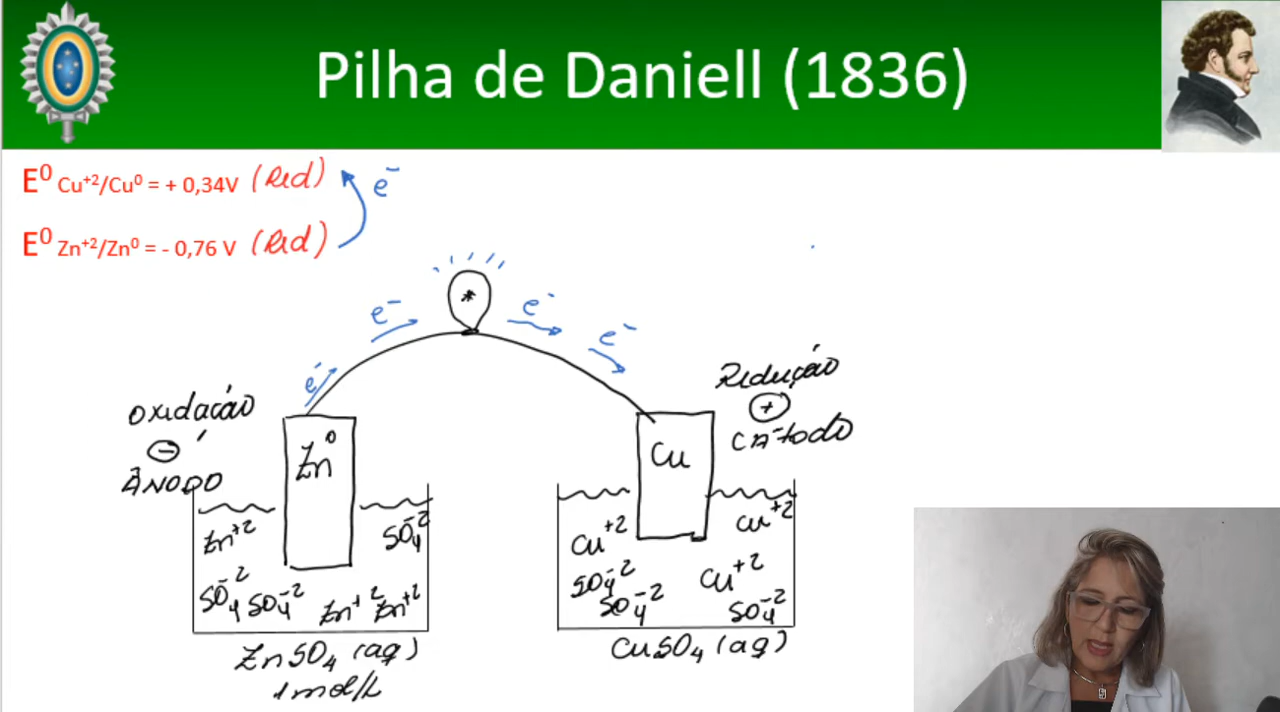 Pilha de Daniell (1836)
E⁰ Cu⁺²/Cu⁰ = + 0,34V (Red)
e⁻
E⁰ Zn⁺²/Zn⁰ = - 0,76 V (Red)
e⁻ e⁻ e⁻ e⁻
Oxidação
⊖
ÂNODO
Redução
⊕
CÁTODO
Zn⁰
Cu
Zn⁺² SO₄⁻²
SO₄⁻² SO₄⁻² Zn⁺² Zn⁺²
ZnSO₄ (aq)
1 mol/L
Cu⁺² Cu⁺²
SO₄⁻² Cu⁺²
SO₄⁻² SO₄⁻²
CuSO₄ (aq)